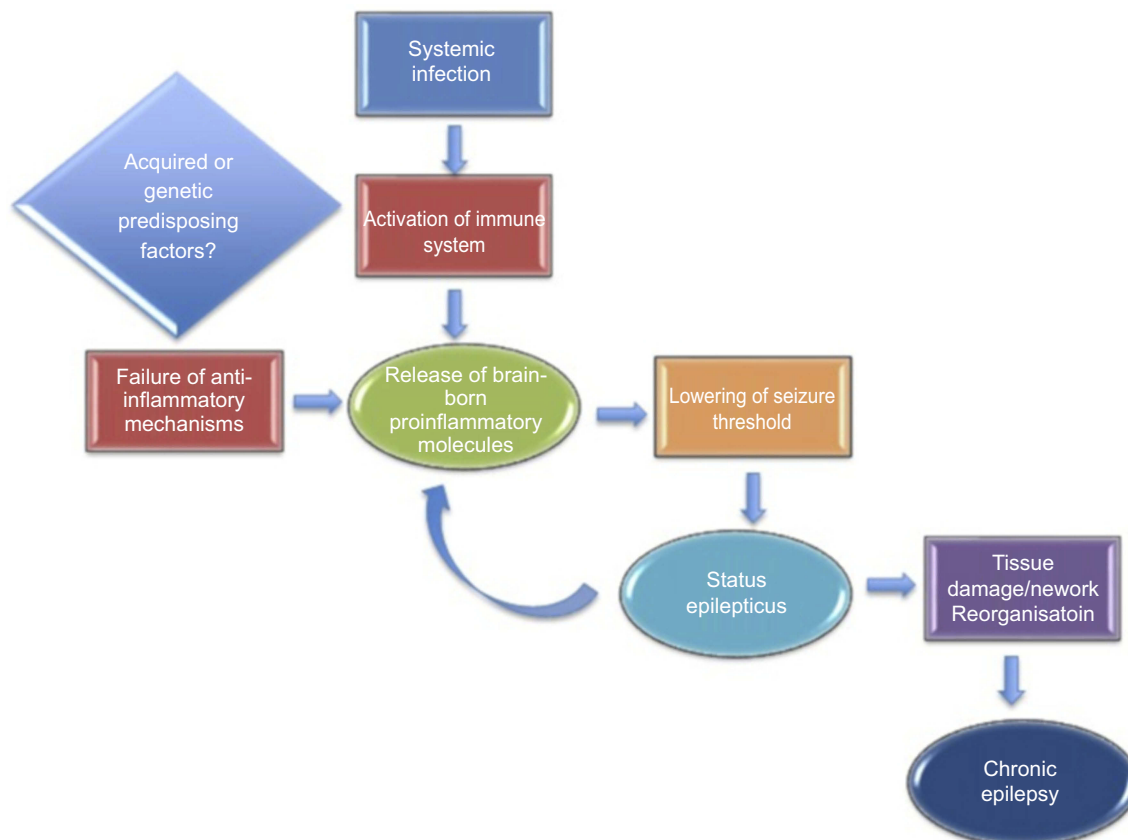 Systemic
infection
Acquired or
genetic
predisposing
factors?
Activation of immune
system
Failure of anti-
inflammatory
mechanisms
Release of brain-
born
proinflammatory
molecules
Lowering of seizure
threshold
Status
epilepticus
Tissue
damage/nework
Reorganisatoin
Chronic
epilepsy